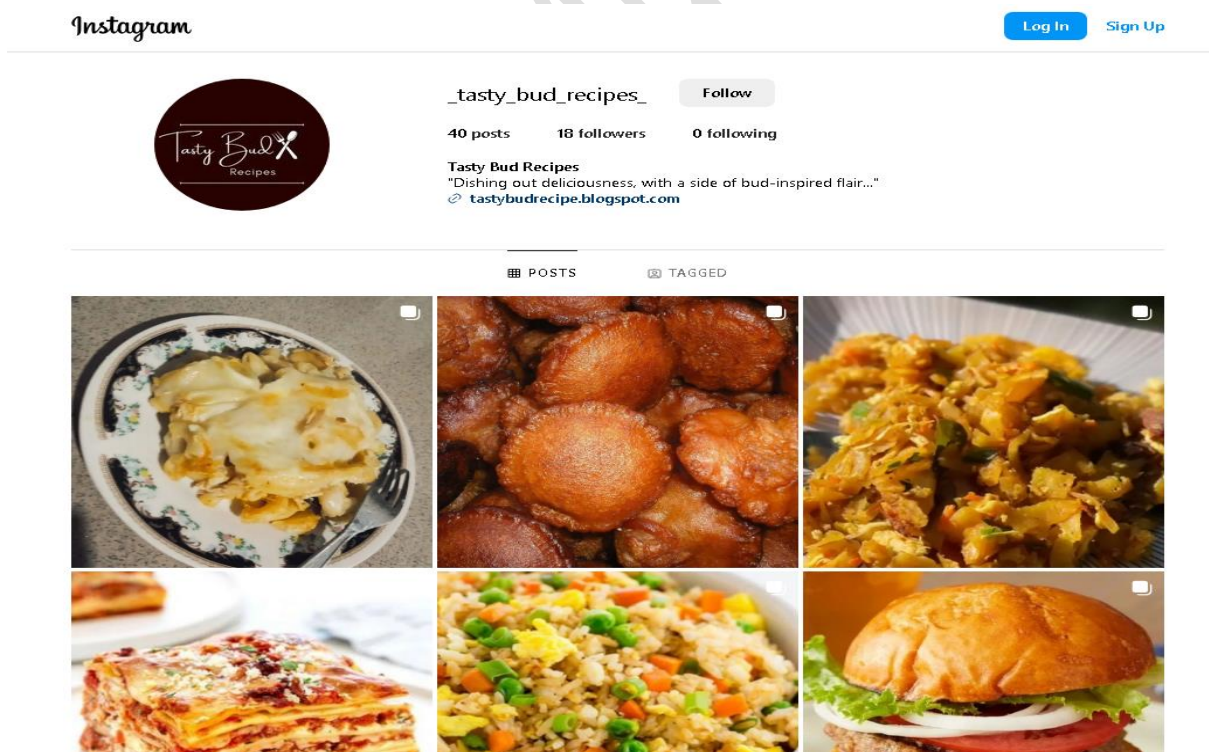 Instagram
Log In Sign Up
_tasty_bud_recipes_ Follow
40 posts 18 followers 0 following
Tasty Bud Recipes
"Dishing out deliciousness, with a side of bud-inspired flair..."
tastybudrecipe.blogspot.com
Tasty Bud
Recipes
POSTS TAGGED